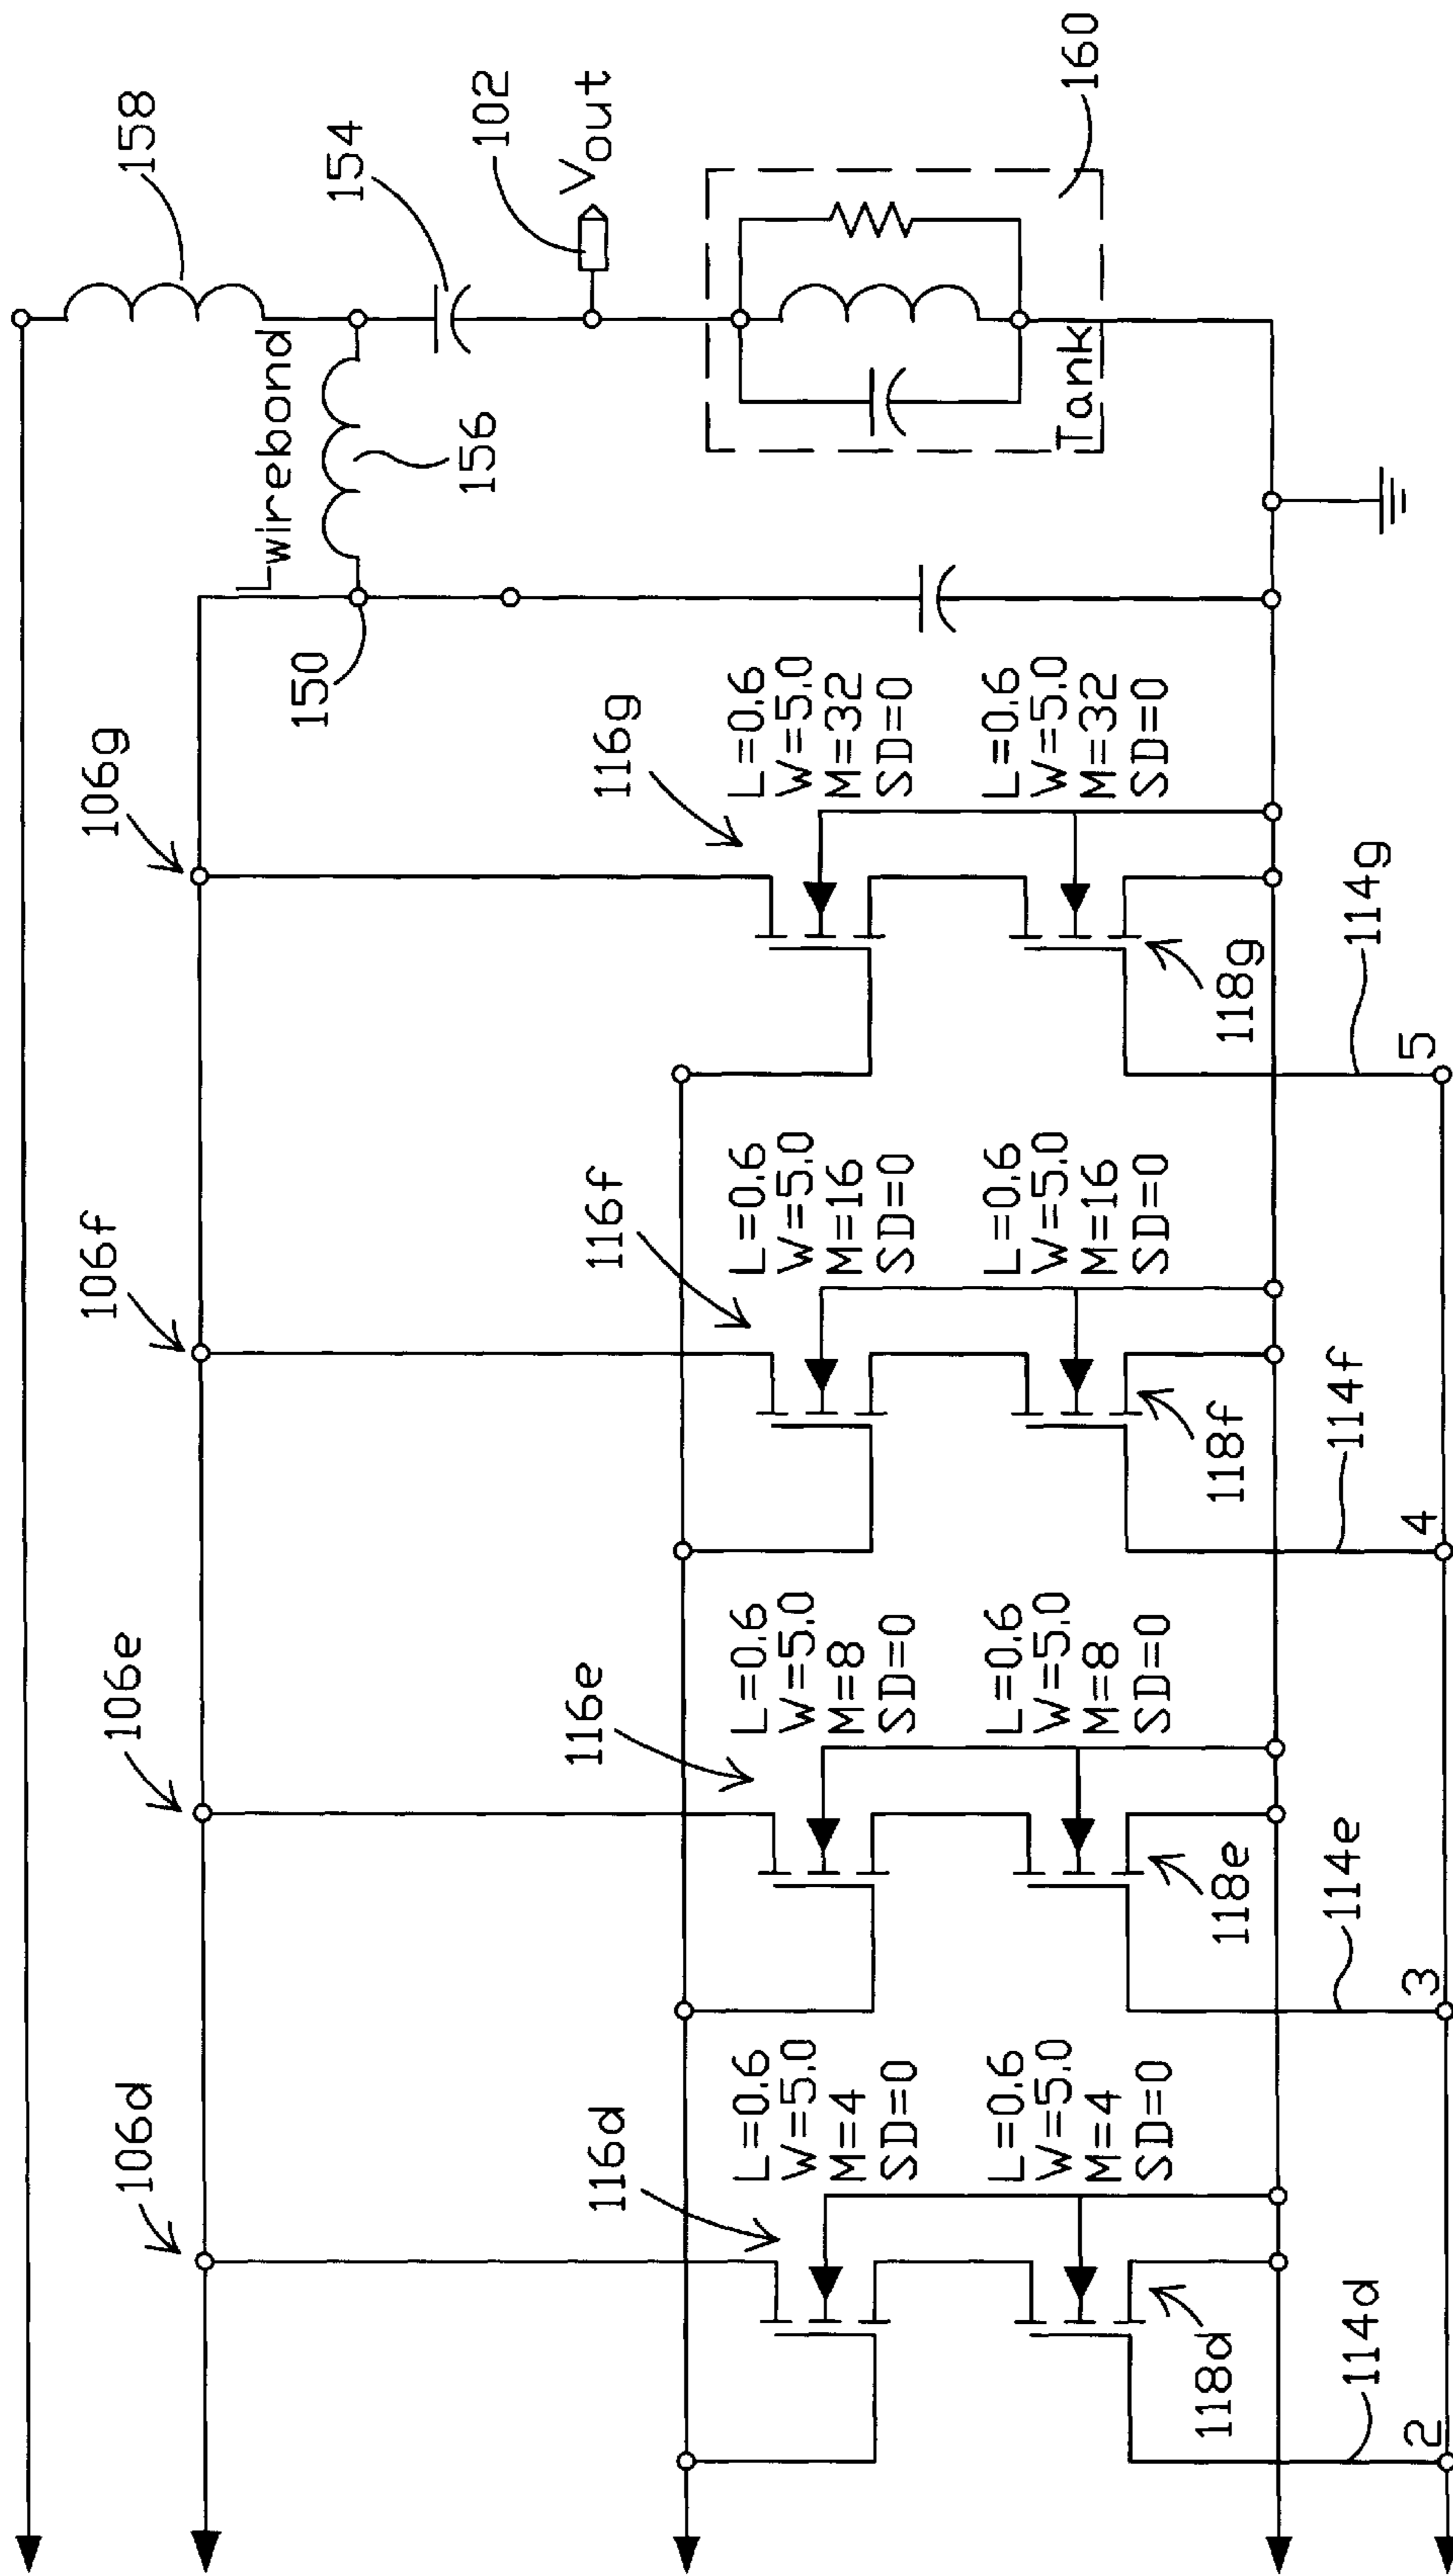 158
154
102
Vout
160
Tank
Lwirebond
156
150
106g
116g
L=0.6
W=5.0
M=32
SD=0
L=0.6
W=5.0
M=32
SD=0
118g
114g
5
106f
116f
L=0.6
W=5.0
M=16
SD=0
L=0.6
W=5.0
M=16
SD=0
118f
114f
4
106e
116e
L=0.6
W=5.0
M=8
SD=0
L=0.6
W=5.0
M=8
SD=0
118e
114e
3
106d
116d
L=0.6
W=5.0
M=4
SD=0
L=0.6
W=5.0
M=4
SD=0
118d
114d
2